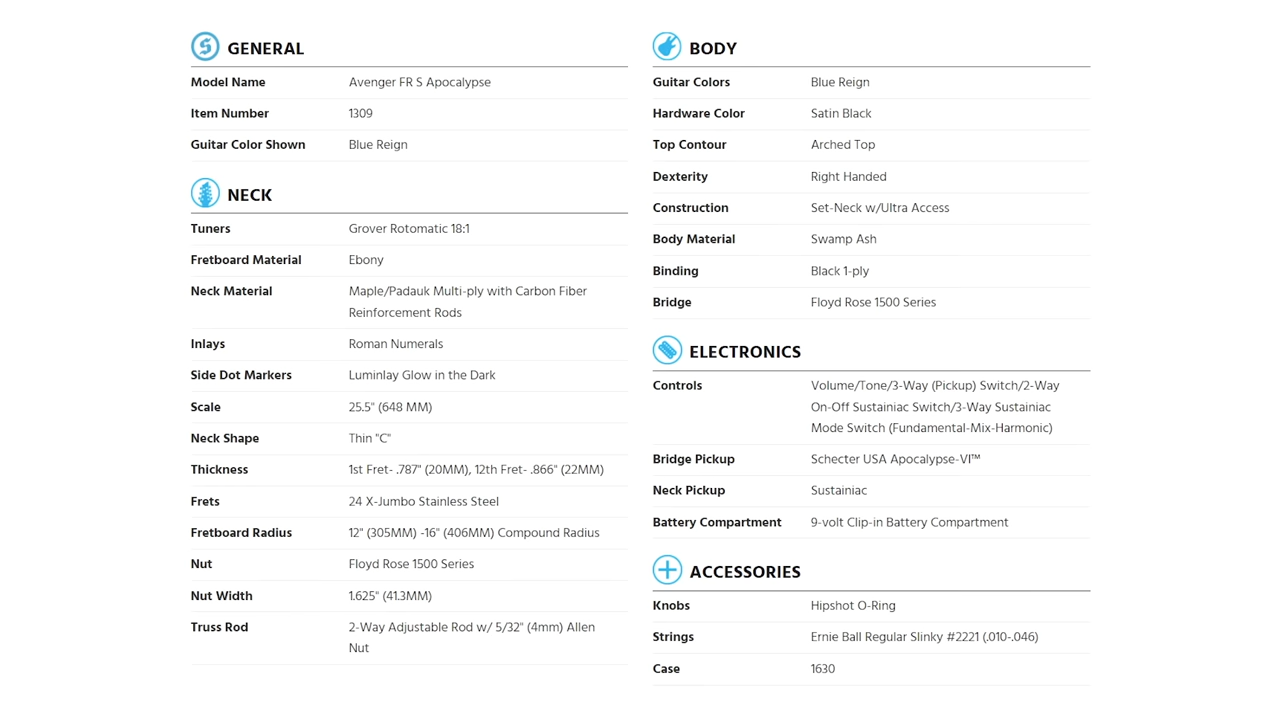 GENERAL
Model Name Avenger FR S Apocalypse
Item Number 1309
Guitar Color Shown Blue Reign
NECK
Tuners Grover Rotomatic 18:1
Fretboard Material Ebony
Neck Material Maple/Padauk Multi-ply with Carbon Fiber
Reinforcement Rods
Inlays Roman Numerals
Side Dot Markers Luminlay Glow in the Dark
Scale 25.5" (648 MM)
Neck Shape Thin "C"
Thickness 1st Fret- .787" (20MM), 12th Fret- .866" (22MM)
Frets 24 X-Jumbo Stainless Steel
Fretboard Radius 12" (305MM) -16" (406MM) Compound Radius
Nut Floyd Rose 1500 Series
Nut Width 1.625" (41.3MM)
Truss Rod 2-Way Adjustable Rod w/ 5/32" (4mm) Allen
Nut
BODY
Guitar Colors Blue Reign
Hardware Color Satin Black
Top Contour Arched Top
Dexterity Right Handed
Construction Set-Neck w/Ultra Access
Body Material Swamp Ash
Binding Black 1-ply
Bridge Floyd Rose 1500 Series
ELECTRONICS
Controls Volume/Tone/3-Way (Pickup) Switch/2-Way
On-Off Sustainiac Switch/3-Way Sustainiac
Mode Switch (Fundamental-Mix-Harmonic)
Bridge Pickup Schecter USA Apocalypse-VI™
Neck Pickup Sustainiac
Battery Compartment 9-volt Clip-in Battery Compartment
ACCESSORIES
Knobs Hipshot O-Ring
Strings Ernie Ball Regular Slinky #2221 (.010-.046)
Case 1630